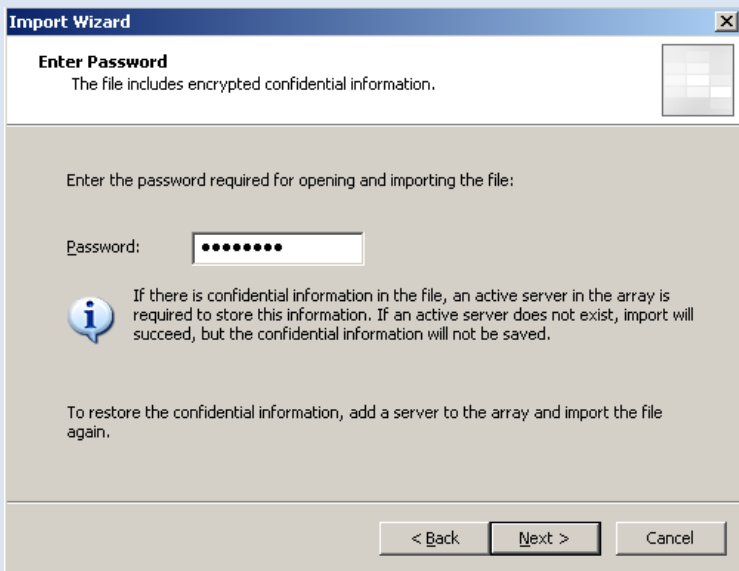 Import Wizard
Enter Password
The file includes encrypted confidential information.
Enter the password required for opening and importing the file:
Password: ●●●●●●●●
If there is confidential information in the file, an active server in the array is
required to store this information. If an active server does not exist, import will
succeed, but the confidential information will not be saved.
To restore the confidential information, add a server to the array and import the file
again.
< Back Next > Cancel